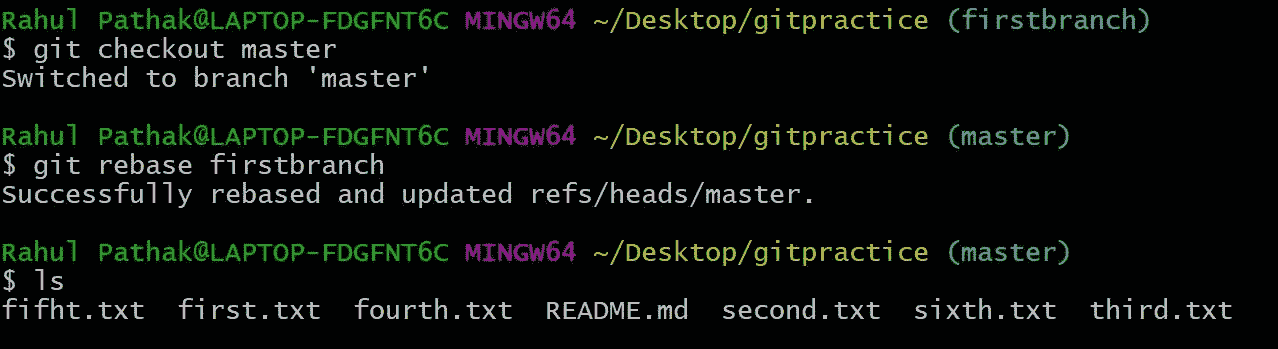 Rahul Pathak@LAPTOP-FDGFNT6C MINGW64 ~/Desktop/gitpractice (firstbranch)
$ git checkout master
Switched to branch 'master'
Rahul Pathak@LAPTOP-FDGFNT6C MINGW64 ~/Desktop/gitpractice (master)
$ git rebase firstbranch
Successfully rebased and updated refs/heads/master.
Rahul Pathak@LAPTOP-FDGFNT6C MINGW64 ~/Desktop/gitpractice (master)
$ ls
fifht.txt  first.txt  fourth.txt  README.md  second.txt  sixth.txt  third.txt